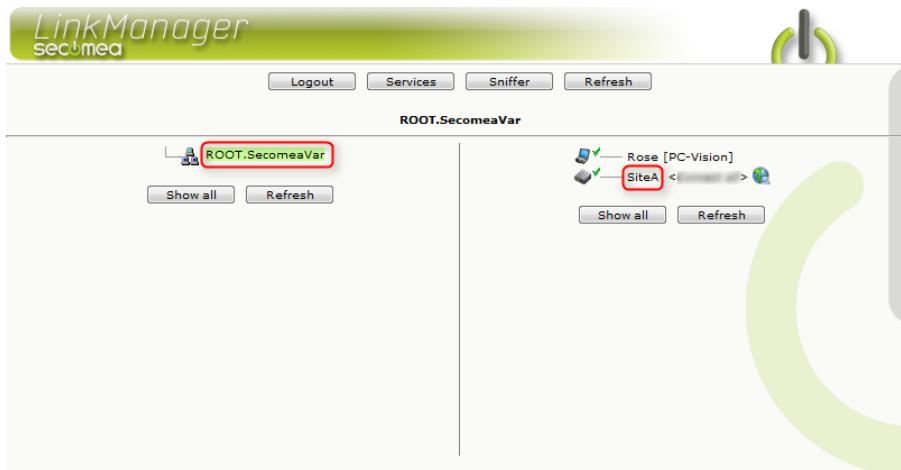 LinkManager
secomea
Logout Services Sniffer Refresh
ROOT.SecomeaVar
ROOT.SecomeaVar
Show all Refresh
Rose [PC-Vision]
SiteA < >
Show all Refresh